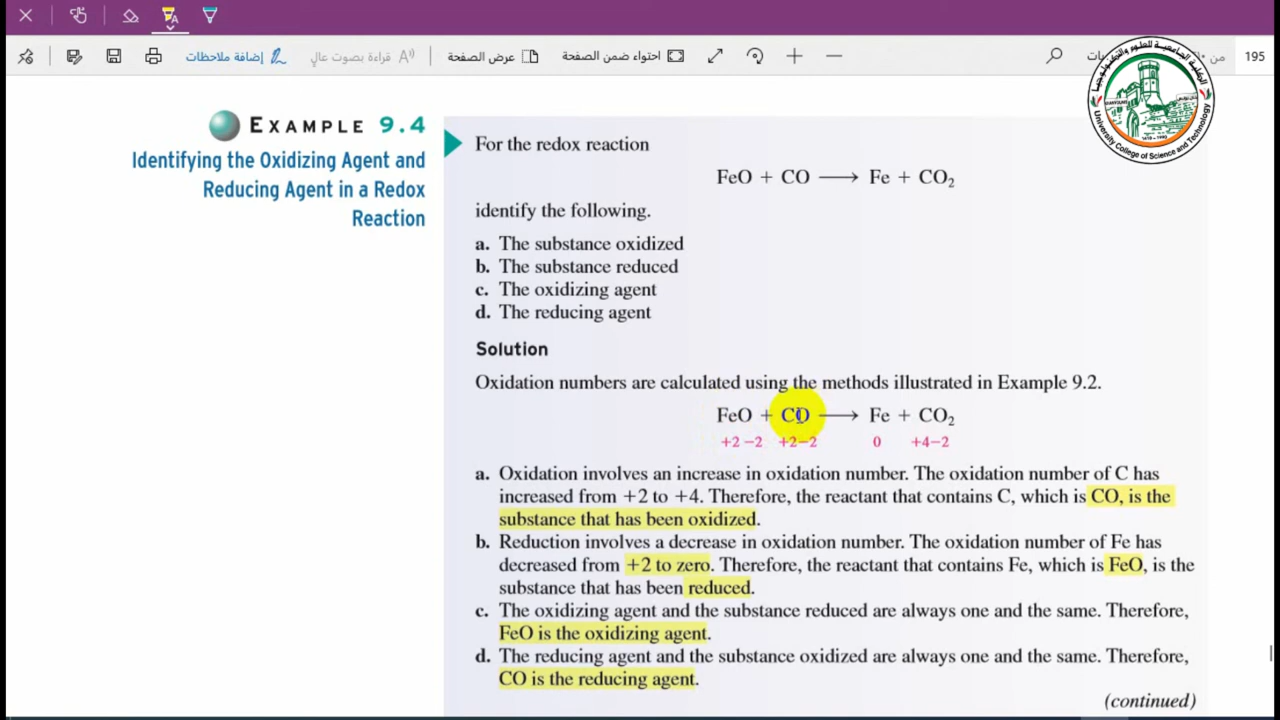 إضافة ملاحظات
قراءة بصوت عالٍ
عرض الصفحة
احتواء ضمن الصفحة
من
195
University College of Science and Technology
EXAMPLE 9.4
Identifying the Oxidizing Agent and
Reducing Agent in a Redox
Reaction
For the redox reaction
FeO + CO ⟶ Fe + CO₂
identify the following.
a. The substance oxidized
b. The substance reduced
c. The oxidizing agent
d. The reducing agent
Solution
Oxidation numbers are calculated using the methods illustrated in Example 9.2.
FeO + CO ⟶ Fe + CO₂
+2 −2 +2−2 0 +4−2
a. Oxidation involves an increase in oxidation number. The oxidation number of C has
increased from +2 to +4. Therefore, the reactant that contains C, which is CO, is the
substance that has been oxidized.
b. Reduction involves a decrease in oxidation number. The oxidation number of Fe has
decreased from +2 to zero. Therefore, the reactant that contains Fe, which is FeO, is the
substance that has been reduced.
c. The oxidizing agent and the substance reduced are always one and the same. Therefore,
FeO is the oxidizing agent.
d. The reducing agent and the substance oxidized are always one and the same. Therefore,
CO is the reducing agent.
(continued)